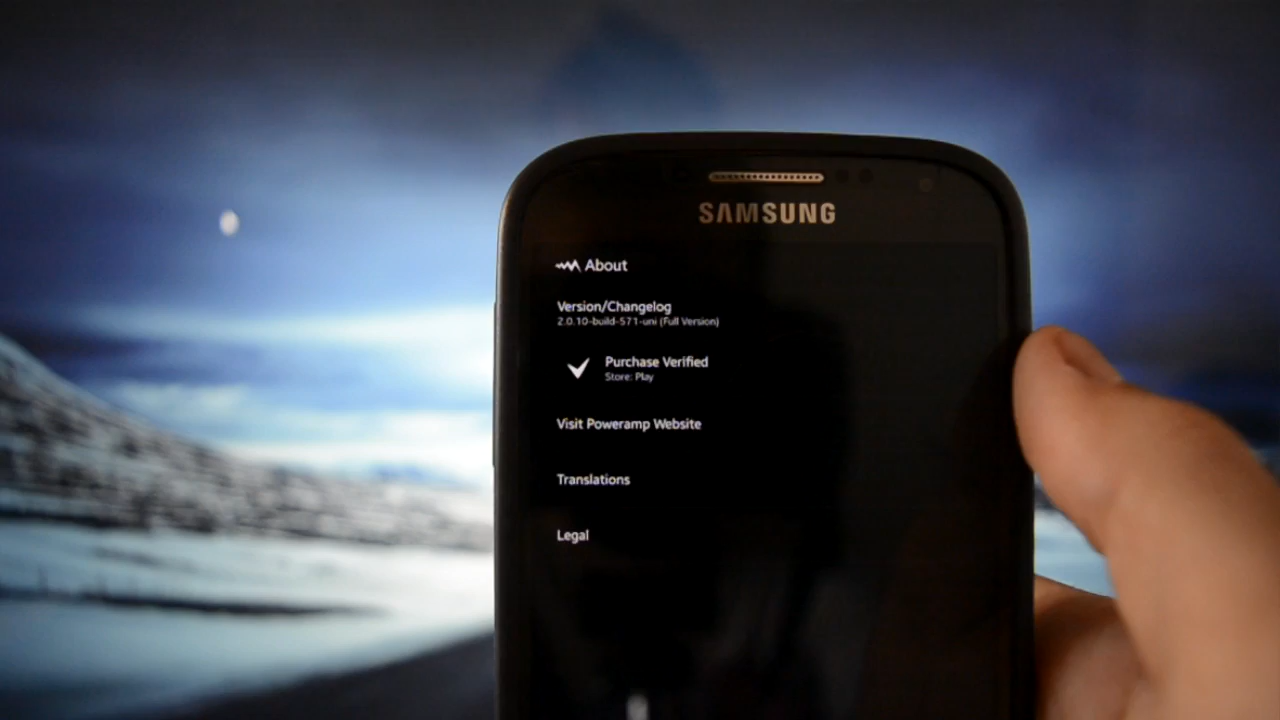 SAMSUNG
About
Version/Changelog
2.0.10-build-571-uni (Full Version)
Purchase Verified
Store: Play
Visit Poweramp Website
Translations
Legal